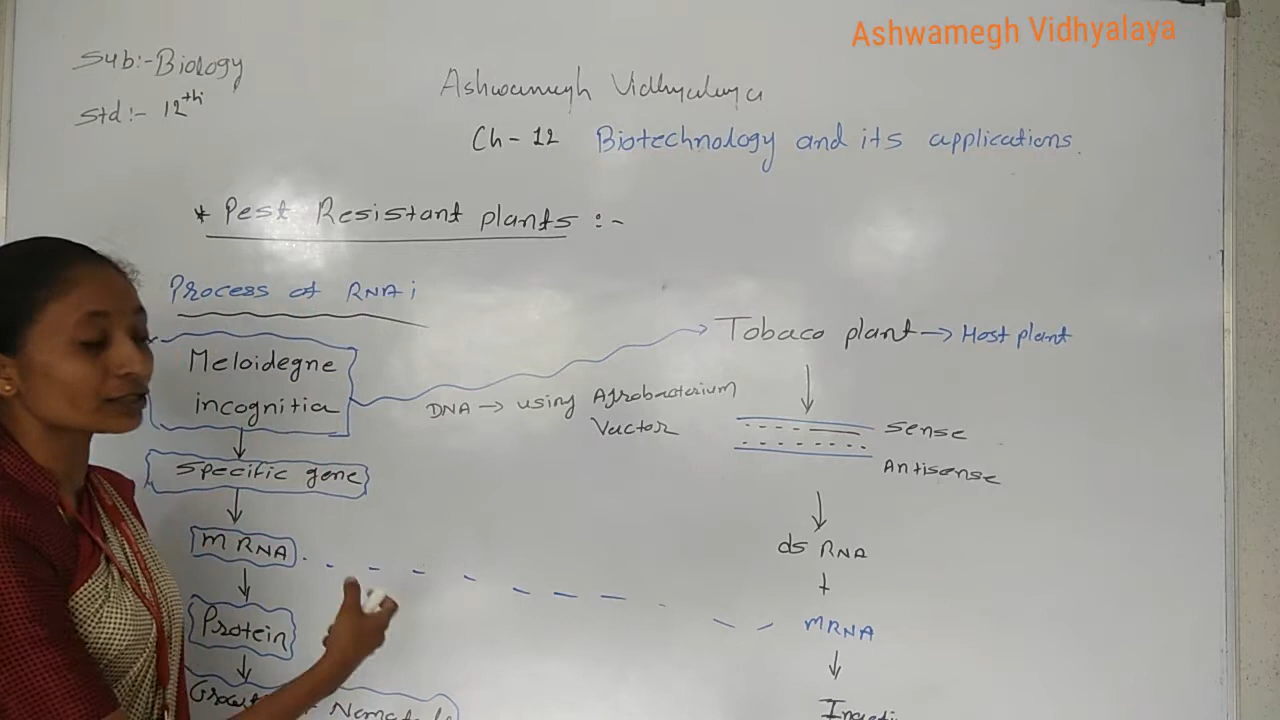 Ashwamegh Vidhyalaya
Sub:- Biology
Std:- 12th
Ashwamegh Vidhyalaya
Ch - 12 Biotechnology and its applications.
* Pest Resistant plants :-
Process of RNA i
Meloidegne
incognitia
Tobaco plant → Host plant
DNA → using Agrobacterium
Vector
Sense
Antisense
Specific gene
mRNA
ds RNA
+
mRNA
Protein